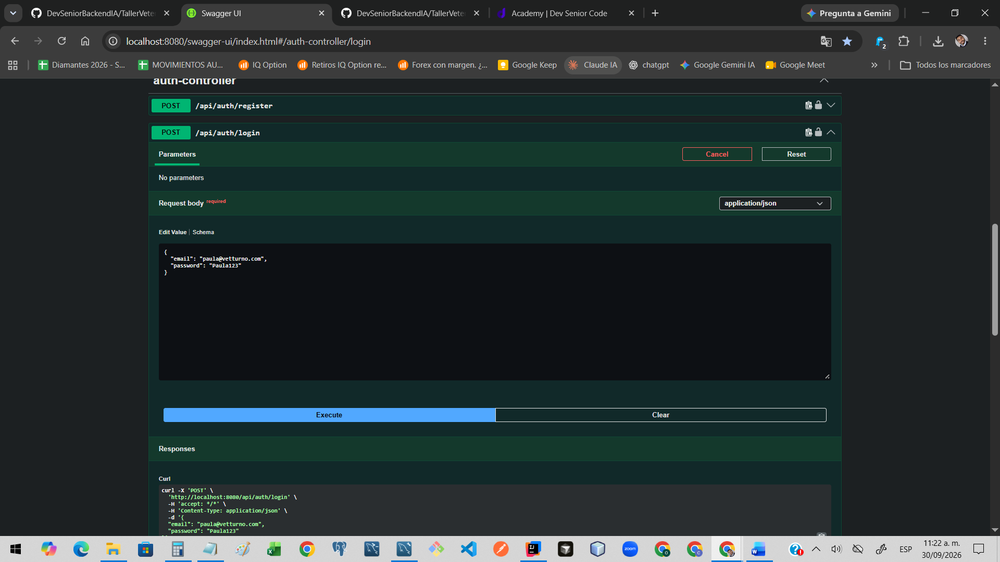 DevSeniorBackendIA/TallerVeter
Swagger UI
DevSeniorBackendIA/TallerVete
Academy | Dev Senior Code
Pregunta a Gemini
localhost:8080/swagger-ui/index.html#/auth-controller/login
2
Diamantes 2026 - S...
MOVIMIENTOS AU...
IQ Option
Retiros IQ Option re...
Forex con margen. ¿...
Google Keep
Claude IA
chatgpt
Google Gemini IA
Google Meet
Todos los marcadores
auth-controller
POST /api/auth/register
POST /api/auth/login
Parameters
Cancel
Reset
No parameters
Request body required
application/json
Edit Value | Schema
{
"email": "paula@vetturno.com",
"password": "Paula123"
}
Execute
Clear
Responses
Curl
curl -X 'POST' \
'http://localhost:8080/api/auth/login' \
-H 'accept: */*' \
-H 'Content-Type: application/json' \
-d '{
"email": "paula@vetturno.com",
"password": "Paula123"
zoom
ESP
11:22 a. m.
30/09/2026